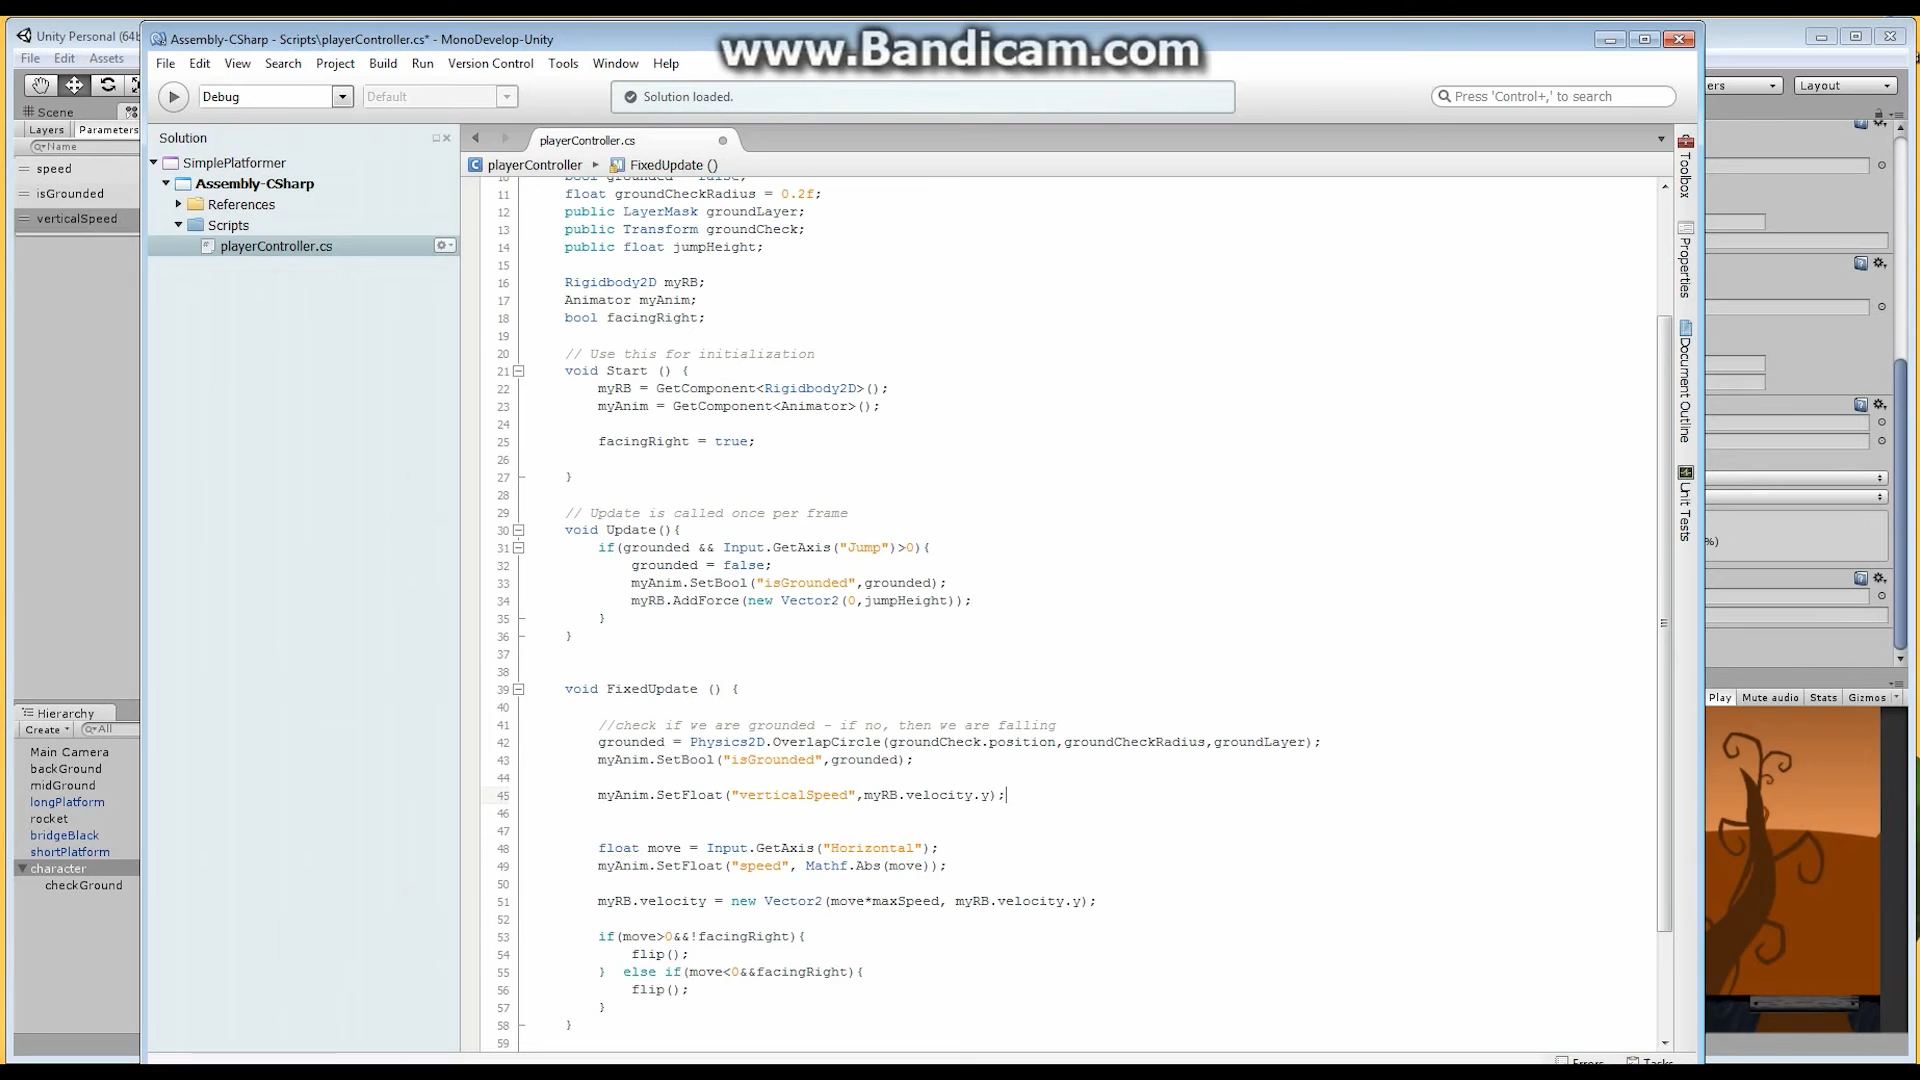 Unity Personal (64b
File Edit Assets
Scene
Layers Parameters
Name
speed
isGrounded
verticalSpeed
Hierarchy
Create All
Main Camera
backGround
midGround
longPlatform
rocket
bridgeBlack
shortPlatform
character
checkGround
Assembly-CSharp - Scripts\playerController.cs* - MonoDevelop-Unity
www.Bandicam.com
File Edit View Search Project Build Run Version Control Tools Window Help
Debug Default Solution loaded. Press 'Control+,' to search
Solution
SimplePlatformer
Assembly-CSharp
References
Scripts
playerController.cs
playerController.cs
playerController FixedUpdate ()
10 bool grounded = false;
11 float groundCheckRadius = 0.2f;
12 public LayerMask groundLayer;
13 public Transform groundCheck;
14 public float jumpHeight;
15
16 Rigidbody2D myRB;
17 Animator myAnim;
18 bool facingRight;
19
20 // Use this for initialization
21 void Start () {
22 myRB = GetComponent<Rigidbody2D>();
23 myAnim = GetComponent<Animator>();
24
25 facingRight = true;
26
27 }
28
29 // Update is called once per frame
30 void Update(){
31 if(grounded && Input.GetAxis("Jump")>0){
32 grounded = false;
33 myAnim.SetBool("isGrounded",grounded);
34 myRB.AddForce(new Vector2(0,jumpHeight));
35 }
36 }
37
38
39 void FixedUpdate () {
40
41 //check if we are grounded - if no, then we are falling
42 grounded = Physics2D.OverlapCircle(groundCheck.position,groundCheckRadius,groundLayer);
43 myAnim.SetBool("isGrounded",grounded);
44
45 myAnim.SetFloat("verticalSpeed",myRB.velocity.y);
46
47
48 float move = Input.GetAxis("Horizontal");
49 myAnim.SetFloat("speed", Mathf.Abs(move));
50
51 myRB.velocity = new Vector2(move*maxSpeed, myRB.velocity.y);
52
53 if(move>0&&!facingRight){
54 flip();
55 } else if(move<0&&facingRight){
56 flip();
57 }
58 }
59
Toolbox
Properties
Document Outline
Unit Tests
Errors Tasks
ers Layout
%)
Play Mute audio Stats Gizmos